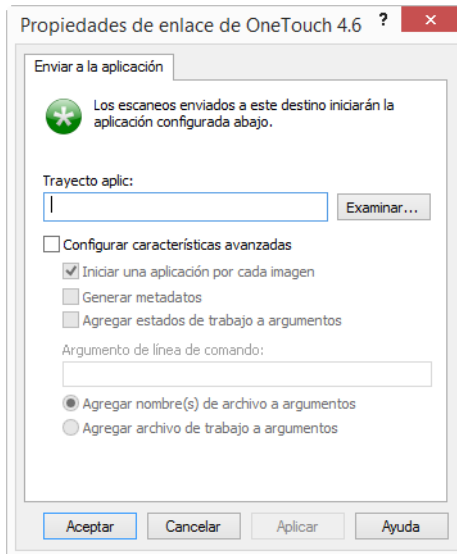 Propiedades de enlace de OneTouch 4.6 ? ×
Enviar a la aplicación
Los escaneos enviados a este destino iniciarán la
aplicación configurada abajo.
Trayecto aplic:
Examinar...
Configurar características avanzadas
Iniciar una aplicación por cada imagen
Generar metadatos
Agregar estados de trabajo a argumentos
Argumento de línea de comando:
Agregar nombre(s) de archivo a argumentos
Agregar archivo de trabajo a argumentos
Aceptar Cancelar Aplicar Ayuda